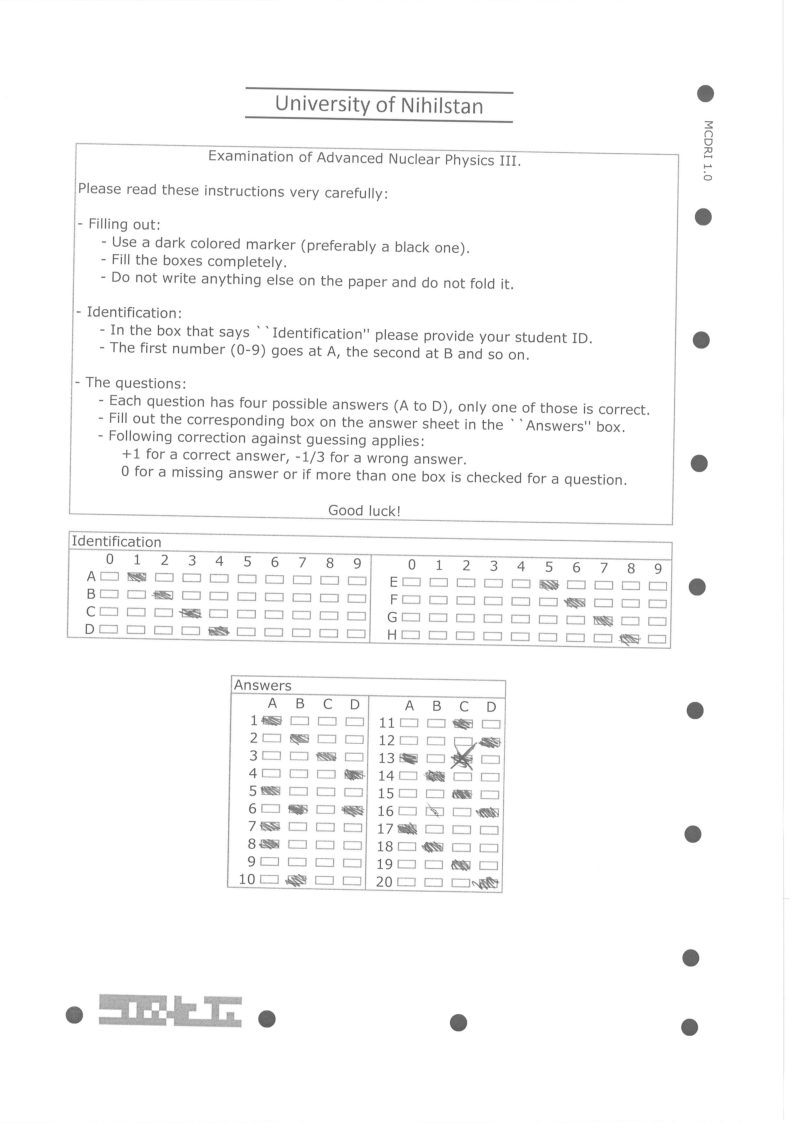 University of Nihilstan
MCDRI 1.0
Examination of Advanced Nuclear Physics III.
Please read these instructions very carefully:
- Filling out:
- Use a dark colored marker (preferably a black one).
- Fill the boxes completely.
- Do not write anything else on the paper and do not fold it.
- Identification:
- In the box that says ``Identification'' please provide your student ID.
- The first number (0-9) goes at A, the second at B and so on.
- The questions:
- Each question has four possible answers (A to D), only one of those is correct.
- Fill out the corresponding box on the answer sheet in the ``Answers'' box.
- Following correction against guessing applies:
+1 for a correct answer, -1/3 for a wrong answer.
0 for a missing answer or if more than one box is checked for a question.
Good luck!
Identification
0 1 2 3 4 5 6 7 8 9
A
B
C
D
0 1 2 3 4 5 6 7 8 9
E
F
G
H
Answers
A B C D
1
2
3
4
5
6
7
8
9
10
A B C D
11
12
13
14
15
16
17
18
19
20